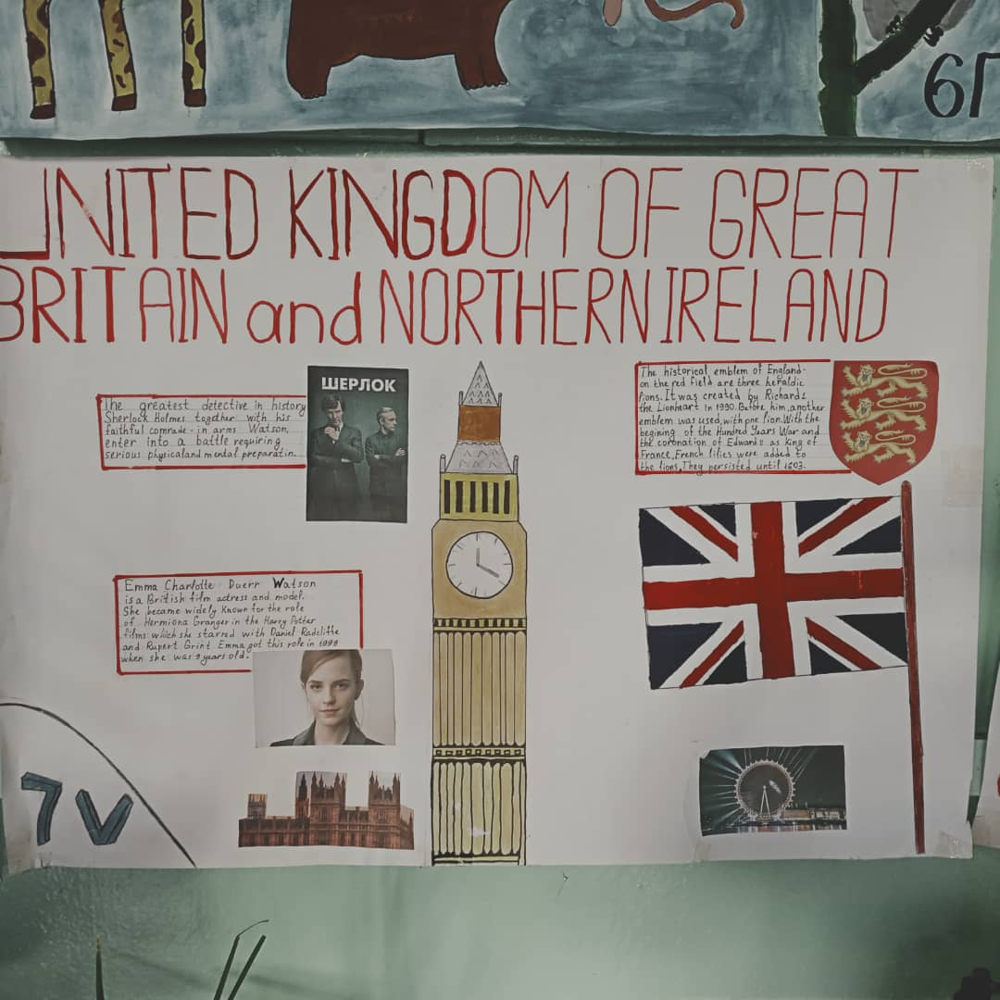 6Г
UNITED KINGDOM OF GREAT
BRITAIN and NORTHERN IRELAND
The greatest detective in history
Sherlock Holmes together with his
faithful comrade-in arms Watson,
enter into a battle requiring
serious physical and mental preparatin.
ШЕРЛОК
The historical emblem of England-
on the red field are three heraldic
lions. It was created by Richard
the Lionheart in 1990. Before him, another
emblem was used, with one lion. With the
begining of the Hundred Years War and
the coronation of Edward as king of
France, French lilies were added to
the lions. They persisted until 1603.
Emma Charlotte Duerr Watson
is a British film actress and model.
She became widely known for the role
of Hermiona Granger in the Harry Potter
films which she starred with Daniel Radcliffe
and Rupert Grint Emma got this role in 1999
when she was 9 years old.
7V